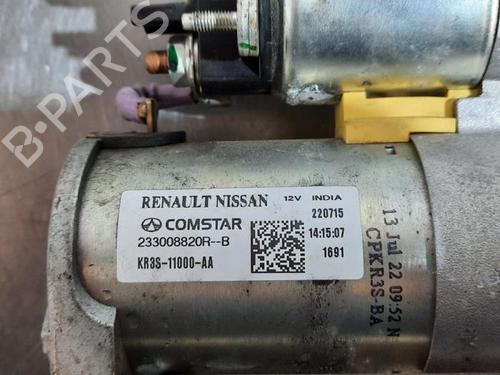 RENAULT NISSAN 12V INDIA
COMSTAR 220715
233008820R--B 14:15:07
KR3S-11000-AA 1691
13 Jul 22 09:52 N
CPKR3S-BA
B-PARTS